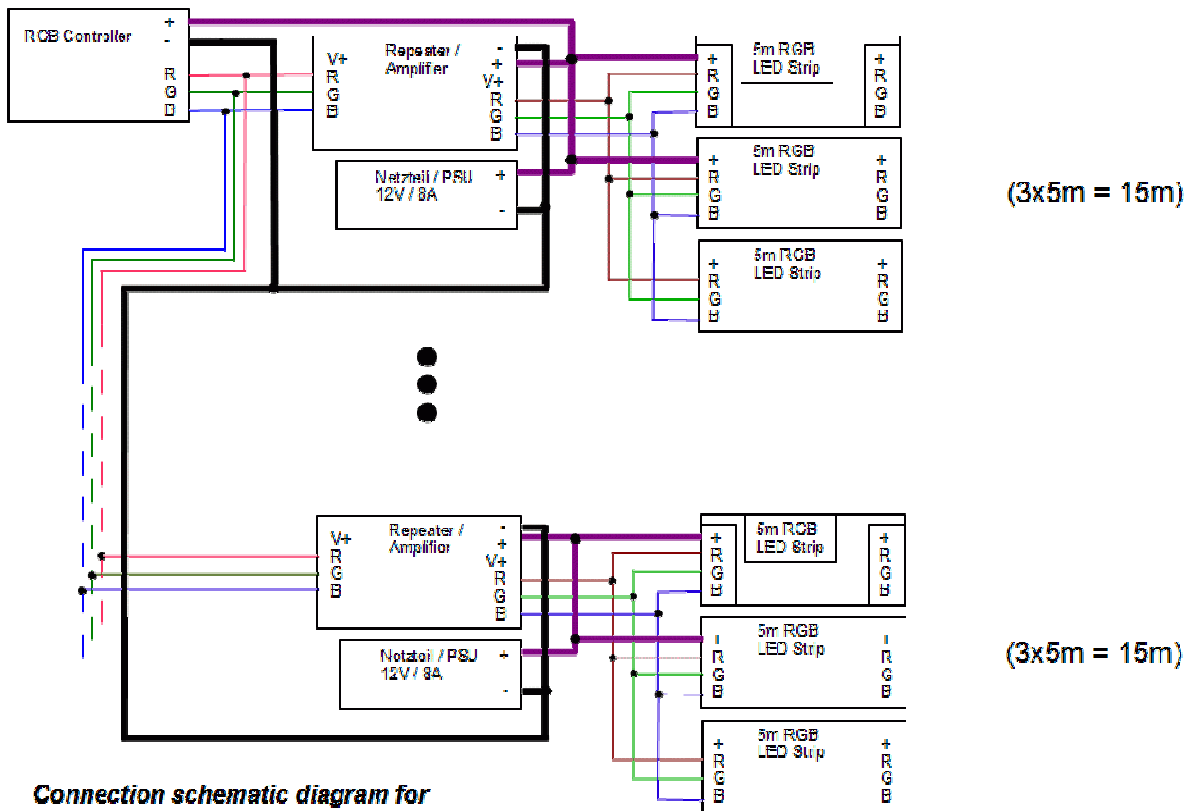 RGB Controller
+
-
R
G
B
V+
R
G
B
Repeater /
Amplifier
-
+
V+
R
G
B
Netzteil / PSU
12V / 8A
+
-
+
R
G
B
5m RGB
LED Strip
+
R
G
B
+
R
G
B
5m RGB
LED Strip
+
R
G
B
(3x5m = 15m)
+
R
G
B
5m RGB
LED Strip
+
R
G
B
V+
R
G
B
Repeater /
Amplifier
-
+
V+
R
G
B
Netzteil / PSU
12V / 8A
+
-
+
R
G
B
5m RGB
LED Strip
+
R
G
B
R
G
B
5m RGB
LED Strip
R
G
B
(3x5m = 15m)
+
R
G
B
5m RGB
LED Strip
+
R
G
B
Connection schematic diagram for